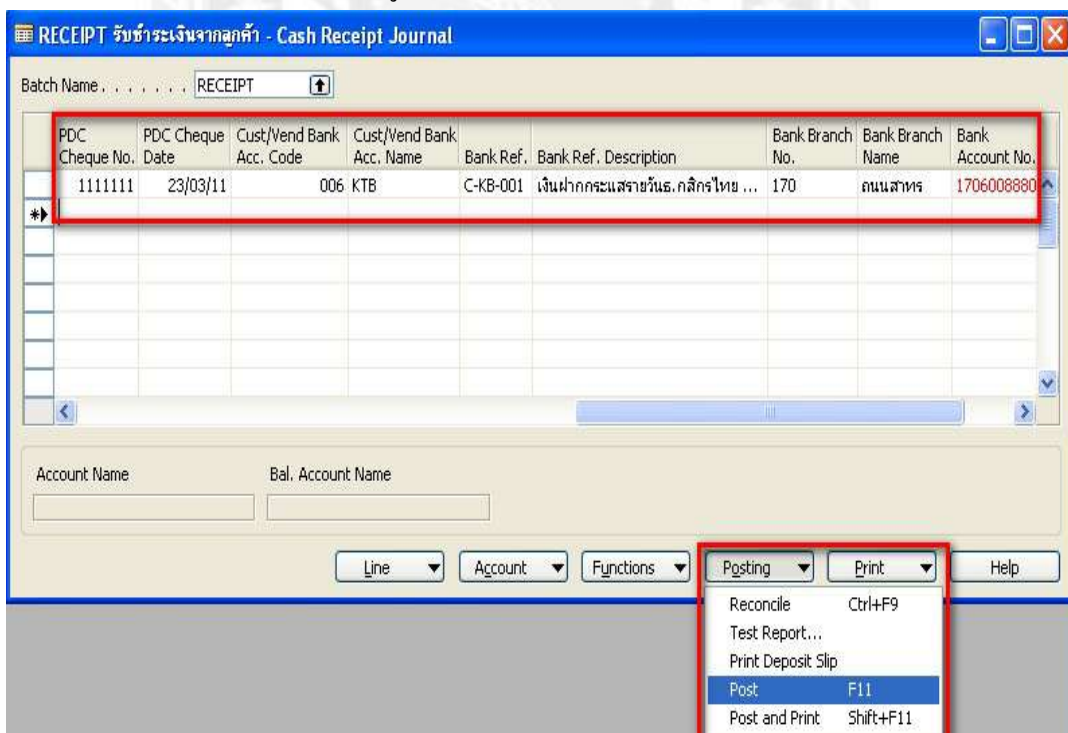 RECEIPT รับชำระเงินจากลูกค้า - Cash Receipt Journal
Batch Name . . . . . . . RECEIPT
PDC Cheque No. PDC Cheque Date Cust/Vend Bank Acc. Code Cust/Vend Bank Acc. Name Bank Ref. Bank Ref. Description Bank Branch No. Bank Branch Name Bank Account No.
1111111 23/03/11 006 KTB C-KB-001 เงินฝากกระแสรายวันธ.กสิกรไทย ... 170 ถนนสาทร 1706008880
Account Name Bal. Account Name
Line Account Functions Posting Print Help
Reconcile Ctrl+F9
Test Report...
Print Deposit Slip
Post F11
Post and Print Shift+F11